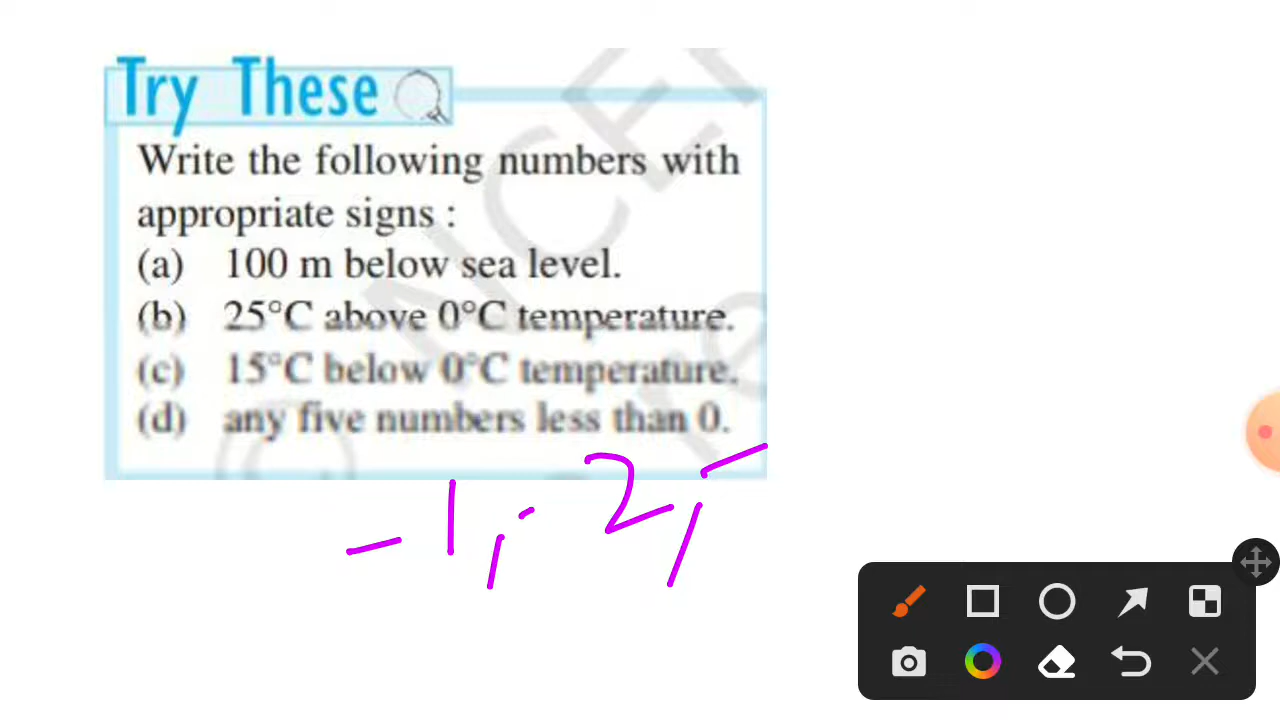 Try These
Write the following numbers with
appropriate signs :
(a) 100 m below sea level.
(b) 25°C above 0°C temperature.
(c) 15°C below 0°C temperature.
(d) any five numbers less than 0.
-1, -2, -